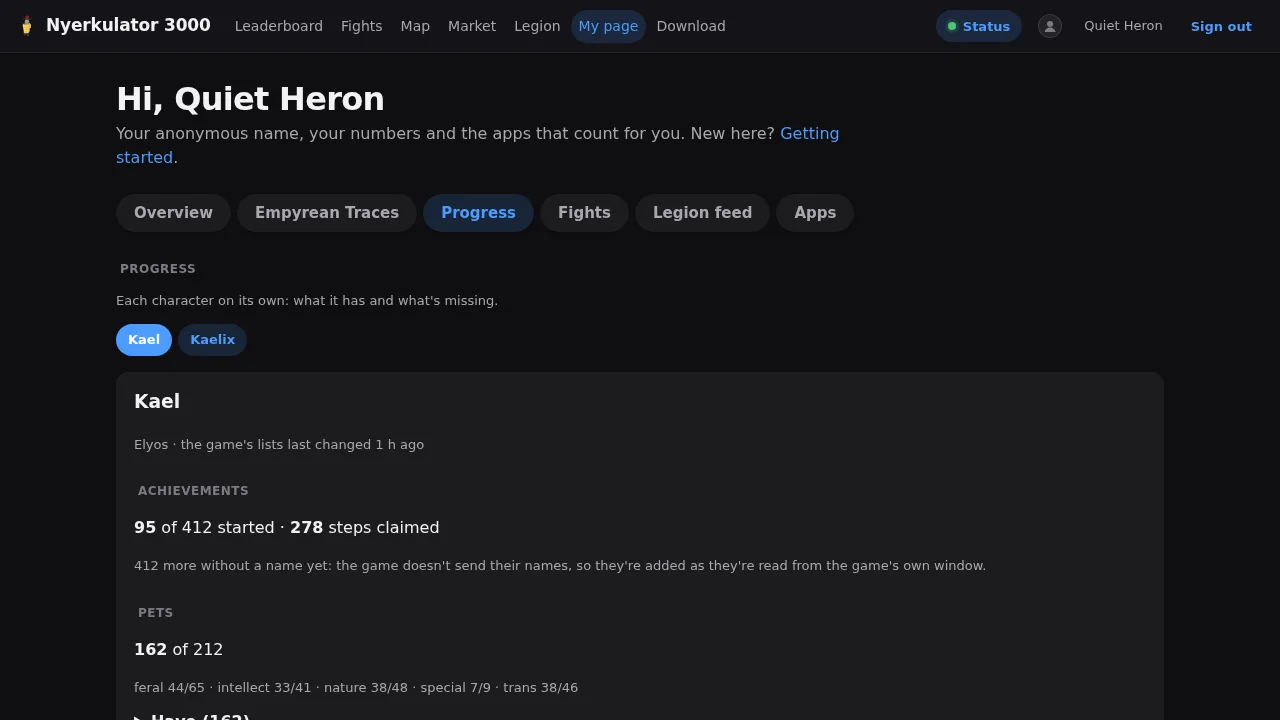 Nyerkulator 3000
Leaderboard
Fights
Map
Market
Legion
My page
Download
Status
Quiet Heron
Sign out
Hi, Quiet Heron
Your anonymous name, your numbers and the apps that count for you. New here? Getting
started.
Overview
Empyrean Traces
Progress
Fights
Legion feed
Apps
PROGRESS
Each character on its own: what it has and what's missing.
Kael
Kaelix
Kael
Elyos · the game's lists last changed 1 h ago
ACHIEVEMENTS
95 of 412 started · 278 steps claimed
412 more without a name yet: the game doesn't send their names, so they're added as they're read from the game's own window.
PETS
162 of 212
feral 44/65 · intellect 33/41 · nature 38/48 · special 7/9 · trans 38/46
Have (162)